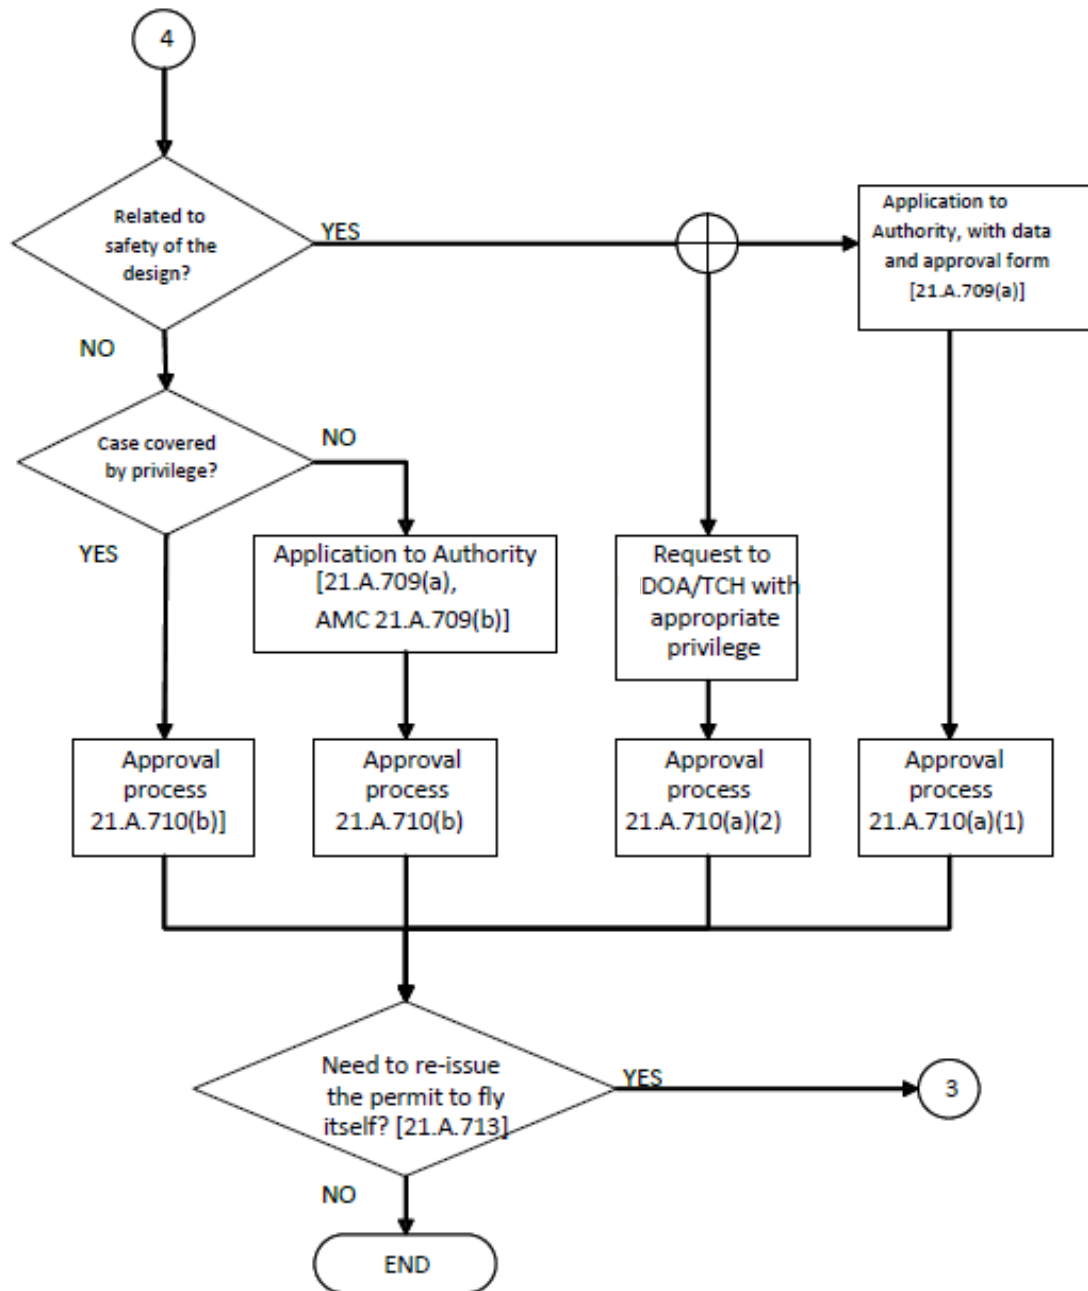 4
Related to
safety of the
design?
YES
Application to
Authority, with data
and approval form
[21.A.709(a)]
NO
Case covered
by privilege?
NO
YES
Application to Authority
[21.A.709(a),
AMC 21.A.709(b)]
Request to
DOA/TCH with
appropriate
privilege
Approval
process
21.A.710(b)]
Approval
process
21.A.710(b)
Approval
process
21.A.710(a)(2)
Approval
process
21.A.710(a)(1)
Need to re-issue
the permit to fly
itself? [21.A.713]
YES
3
NO
END